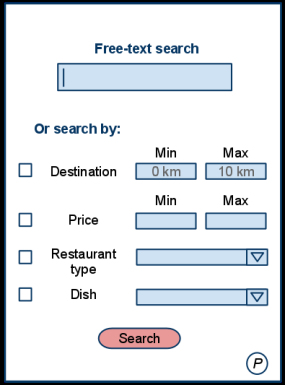 Free-text search
Or search by:
Min Max
Destination 0 km 10 km
Min Max
Price
Restaurant
type
Dish
Search
P